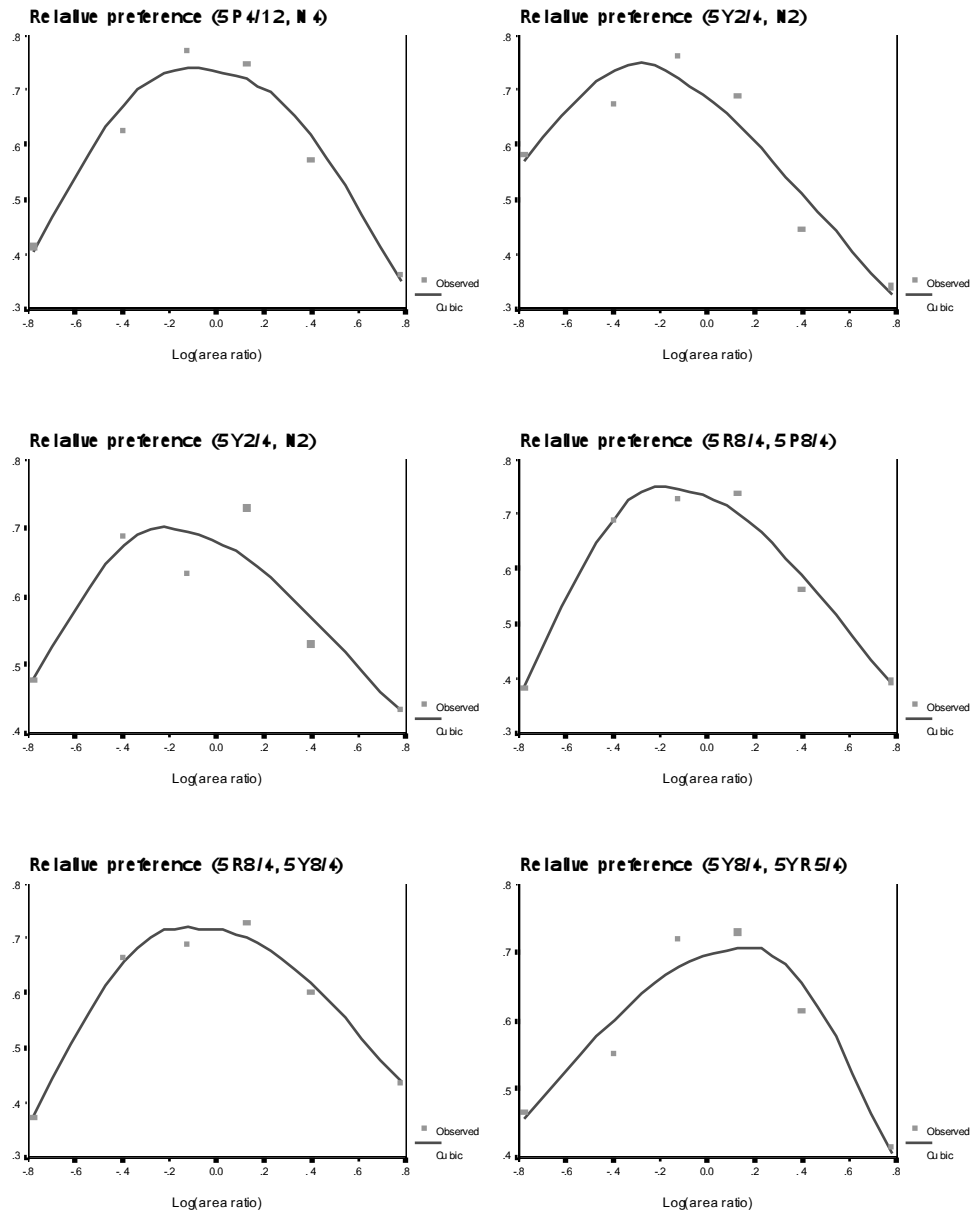 Relative preference (5P4/12, N4)
.8
.7
.6
.5
.4
.3
-.8 -.6 -.4 -.2 0.0 .2 .4 .6 .8
Log(area ratio)
Observed
Cubic
Relative preference (5Y2/4, N2)
.8
.7
.6
.5
.4
.3
-.8 -.6 -.4 -.2 0.0 .2 .4 .6 .8
Log(area ratio)
Observed
Cubic
Relative preference (5Y2/4, N2)
.8
.7
.6
.5
.4
-.8 -.6 -.4 -.2 0.0 .2 .4 .6 .8
Log(area ratio)
Observed
Cubic
Relative preference (5R8/4, 5P8/4)
.8
.7
.6
.5
.4
.3
-.8 -.6 -.4 -.2 0.0 .2 .4 .6 .8
Log(area ratio)
Observed
Cubic
Relative preference (5R8/4, 5Y8/4)
.8
.7
.6
.5
.4
.3
-.8 -.6 -.4 -.2 0.0 .2 .4 .6 .8
Log(area ratio)
Observed
Cubic
Relative preference (5Y8/4, 5YR5/4)
.8
.7
.6
.5
.4
-.8 -.6 -.4 -.2 0.0 .2 .4 .6 .8
Log(area ratio)
Observed
Cubic